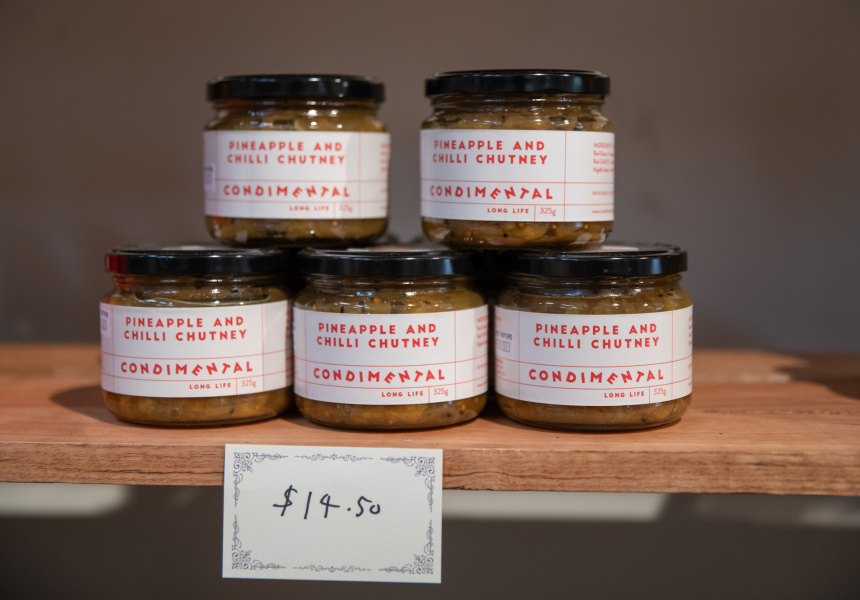 PINEAPPLE AND
CHILLI CHUTNEY
CONDIMENTAL
LONG LIFE 325g
PINEAPPLE AND
CHILLI CHUTNEY
CONDIMENTAL
LONG LIFE 325g
PINEAPPLE AND
CHILLI CHUTNEY
CONDIMENTAL
LONG LIFE 325g
PINEAPPLE AND
CHILLI CHUTNEY
CONDIMENTAL
LONG LIFE 325g
PINEAPPLE AND
CHILLI CHUTNEY
CONDIMENTAL
LONG LIFE 325g
$14.50